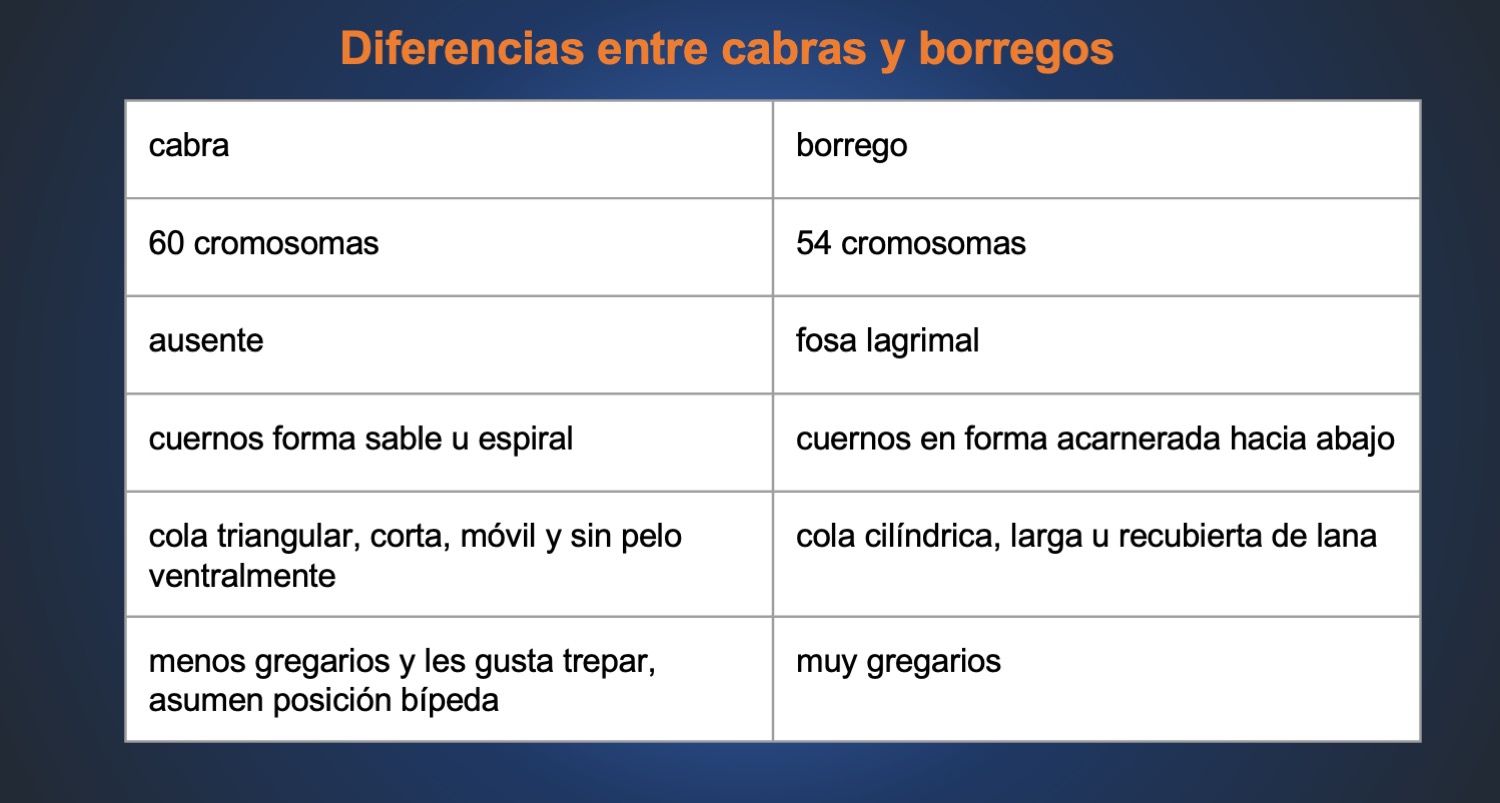 Diferencias entre cabras y borregos
cabra
borrego
60 cromosomas
54 cromosomas
ausente
fosa lagrimal
cuernos forma sable u espiral
cuernos en forma acarnerada hacia abajo
cola triangular, corta, móvil y sin pelo
ventralmente
cola cilíndrica, larga u recubierta de lana
menos gregarios y les gusta trepar,
asumen posición bípeda
muy gregarios